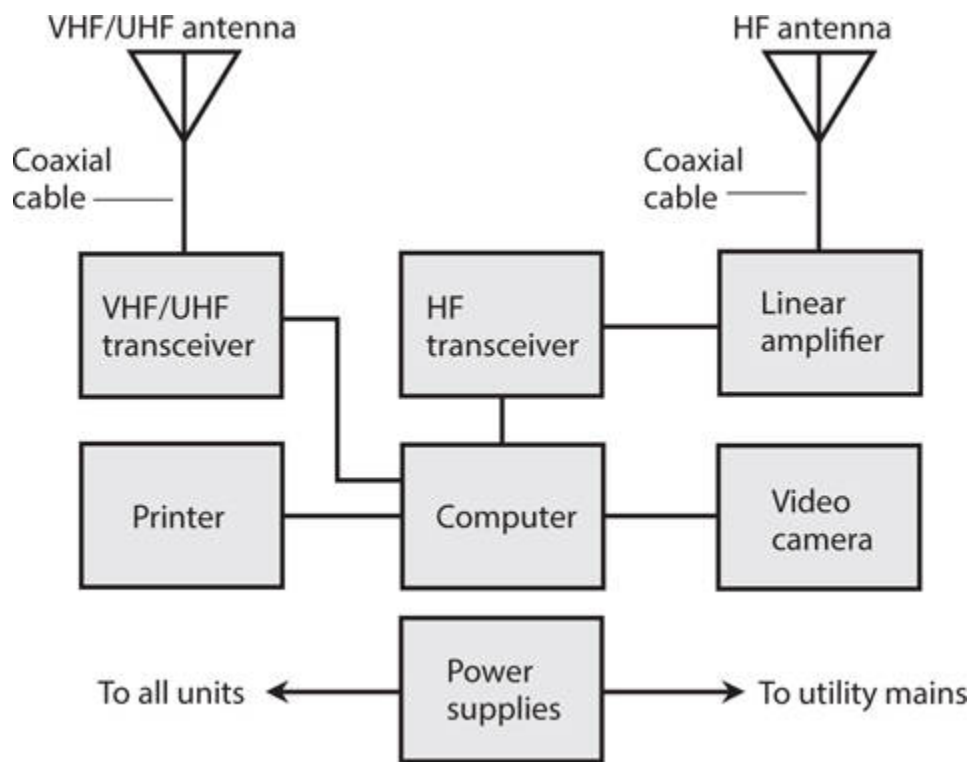 VHF/UHF antenna
HF antenna
Coaxial
cable
Coaxial
cable
VHF/UHF
transceiver
HF
transceiver
Linear
amplifier
Printer
Computer
Video
camera
Power
supplies
To all units
To utility mains